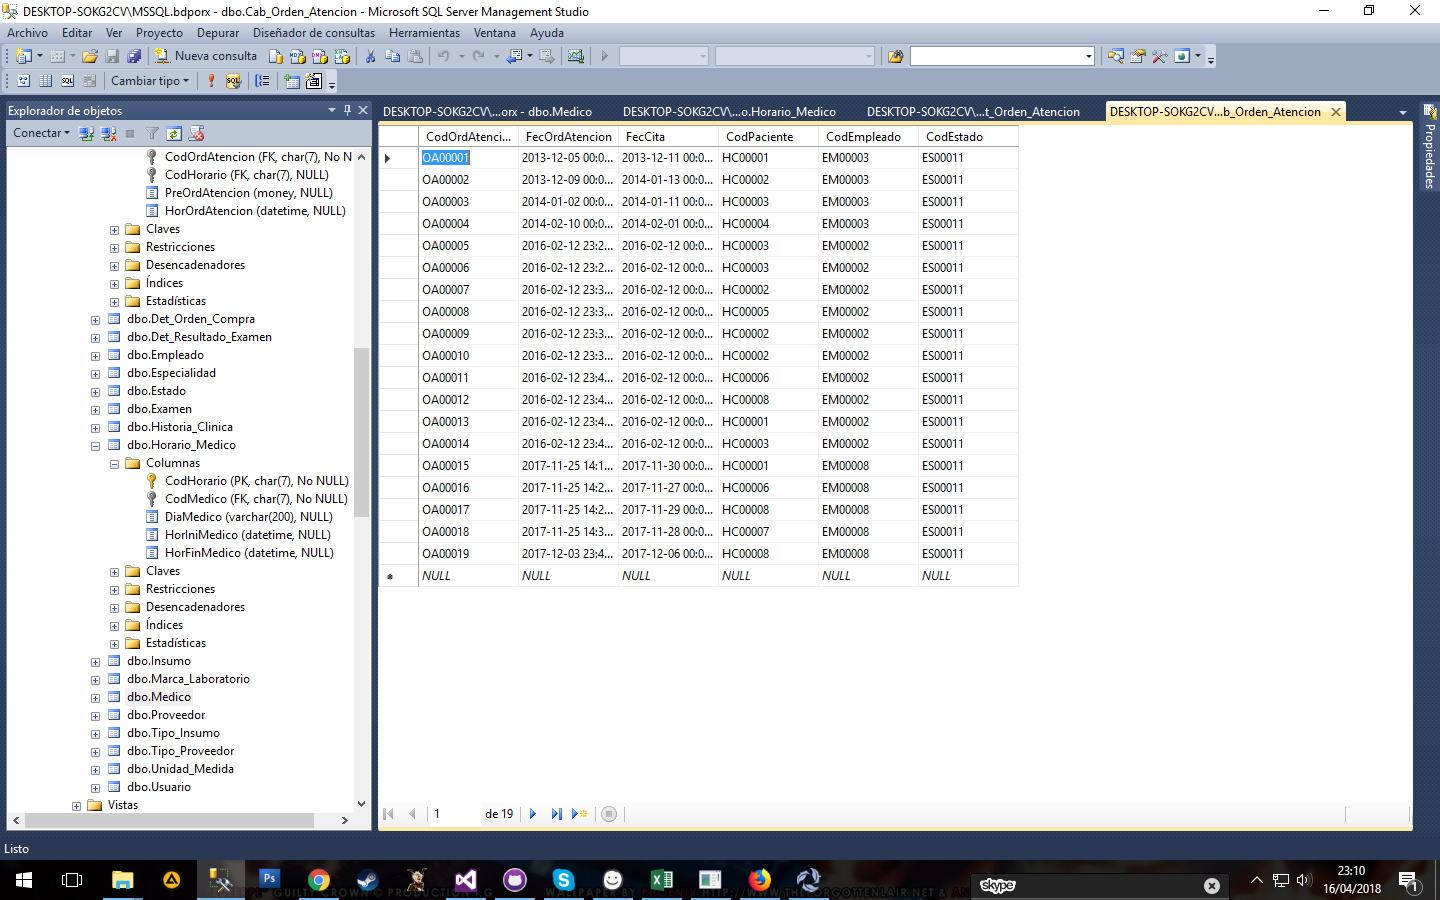 DESKTOP-SOKG2CV\MSSQL.bdporx - dbo.Cab_Orden_Atencion - Microsoft SQL Server Management Studio
Archivo Editar Ver Proyecto Depurar Diseñador de consultas Herramientas Ventana Ayuda
Nueva consulta
Cambiar tipo
Explorador de objetos
DESKTOP-SOKG2CV\...orx - dbo.Medico DESKTOP-SOKG2CV\...o.Horario_Medico DESKTOP-SOKG2CV\...t_Orden_Atencion DESKTOP-SOKG2CV...b_Orden_Atencion
Propiedades
Conectar
CodOrdAtencion (FK, char(7), No N
CodHorario (FK, char(7), NULL)
PreOrdAtencion (money, NULL)
HorOrdAtencion (datetime, NULL)
Claves
Restricciones
Desencadenadores
Índices
Estadísticas
dbo.Det_Orden_Compra
dbo.Det_Resultado_Examen
dbo.Empleado
dbo.Especialidad
dbo.Estado
dbo.Examen
dbo.Historia_Clinica
dbo.Horario_Medico
Columnas
CodHorario (PK, char(7), No NULL)
CodMedico (FK, char(7), No NULL)
DiaMedico (varchar(200), NULL)
HorIniMedico (datetime, NULL)
HorFinMedico (datetime, NULL)
Claves
Restricciones
Desencadenadores
Índices
Estadísticas
dbo.Insumo
dbo.Marca_Laboratorio
dbo.Medico
dbo.Proveedor
dbo.Tipo_Insumo
dbo.Tipo_Proveedor
dbo.Unidad_Medida
dbo.Usuario
Vistas
CodOrdAtenci... FecOrdAtencion FecCita CodPaciente CodEmpleado CodEstado
OA00001 2013-12-05 00:0... 2013-12-11 00:0... HC00001 EM00003 ES00011
OA00002 2013-12-09 00:0... 2014-01-13 00:0... HC00002 EM00003 ES00011
OA00003 2014-01-02 00:0... 2014-01-11 00:0... HC00003 EM00003 ES00011
OA00004 2014-02-10 00:0... 2014-02-01 00:0... HC00004 EM00003 ES00011
OA00005 2016-02-12 23:2... 2016-02-12 00:0... HC00003 EM00002 ES00011
OA00006 2016-02-12 23:2... 2016-02-12 00:0... HC00003 EM00002 ES00011
OA00007 2016-02-12 23:3... 2016-02-12 00:0... HC00002 EM00002 ES00011
OA00008 2016-02-12 23:3... 2016-02-12 00:0... HC00005 EM00002 ES00011
OA00009 2016-02-12 23:3... 2016-02-12 00:0... HC00002 EM00002 ES00011
OA00010 2016-02-12 23:3... 2016-02-12 00:0... HC00002 EM00002 ES00011
OA00011 2016-02-12 23:4... 2016-02-12 00:0... HC00006 EM00002 ES00011
OA00012 2016-02-12 23:4... 2016-02-12 00:0... HC00008 EM00002 ES00011
OA00013 2016-02-12 23:4... 2016-02-12 00:0... HC00001 EM00002 ES00011
OA00014 2016-02-12 23:4... 2016-02-12 00:0... HC00003 EM00002 ES00011
OA00015 2017-11-25 14:1... 2017-11-30 00:0... HC00001 EM00008 ES00011
OA00016 2017-11-25 14:2... 2017-11-27 00:0... HC00006 EM00008 ES00011
OA00017 2017-11-25 14:2... 2017-11-29 00:0... HC00008 EM00008 ES00011
OA00018 2017-11-25 14:3... 2017-11-28 00:0... HC00007 EM00008 ES00011
OA00019 2017-12-03 23:4... 2017-12-06 00:0... HC00008 EM00008 ES00011
NULL NULL NULL NULL NULL NULL
1 de 19
Listo
skype
23:10
16/04/2018
1